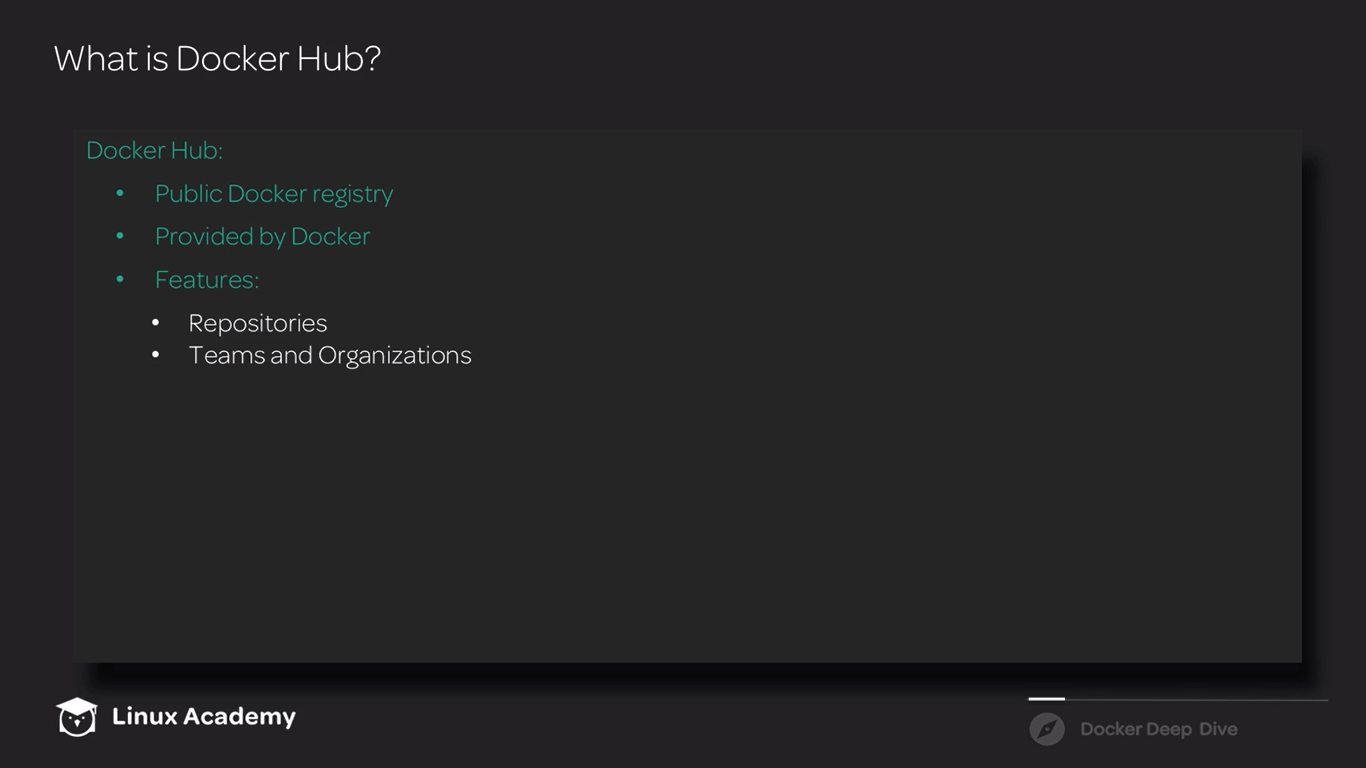 What is Docker Hub?
Docker Hub:
• Public Docker registry
• Provided by Docker
• Features:
• Repositories
• Teams and Organizations
Linux Academy
Docker Deep Dive